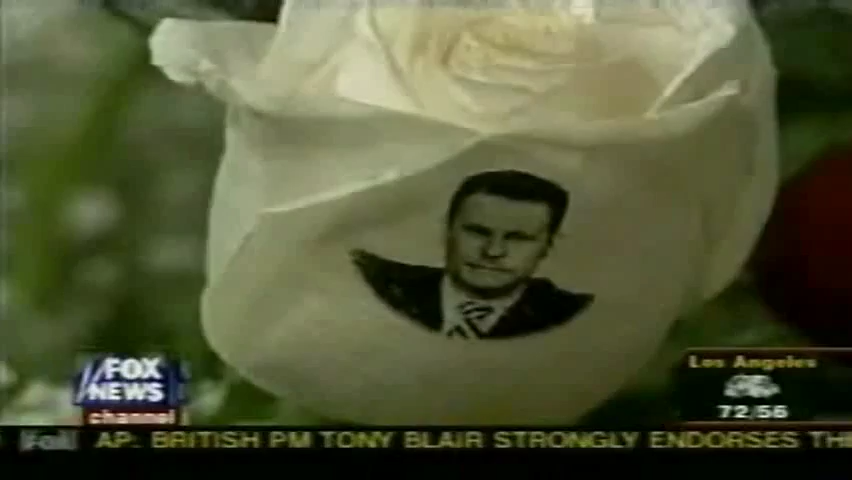 Los Angeles
FOX
NEWS
channel
72/56
AP: BRITISH PM TONY BLAIR STRONGLY ENDORSES TH